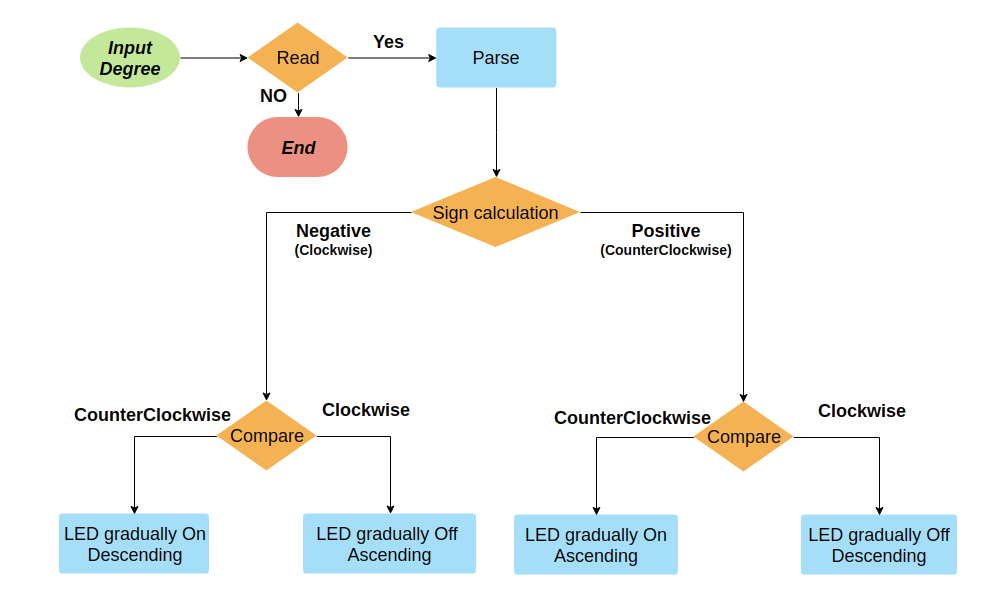 Input
Degree
Read
Yes
Parse
NO
End
Sign calculation
Negative
(Clockwise)
Positive
(CounterClockwise)
CounterClockwise
Clockwise
Compare
CounterClockwise
Clockwise
Compare
LED gradually On
Descending
LED gradually Off
Ascending
LED gradually On
Ascending
LED gradually Off
Descending